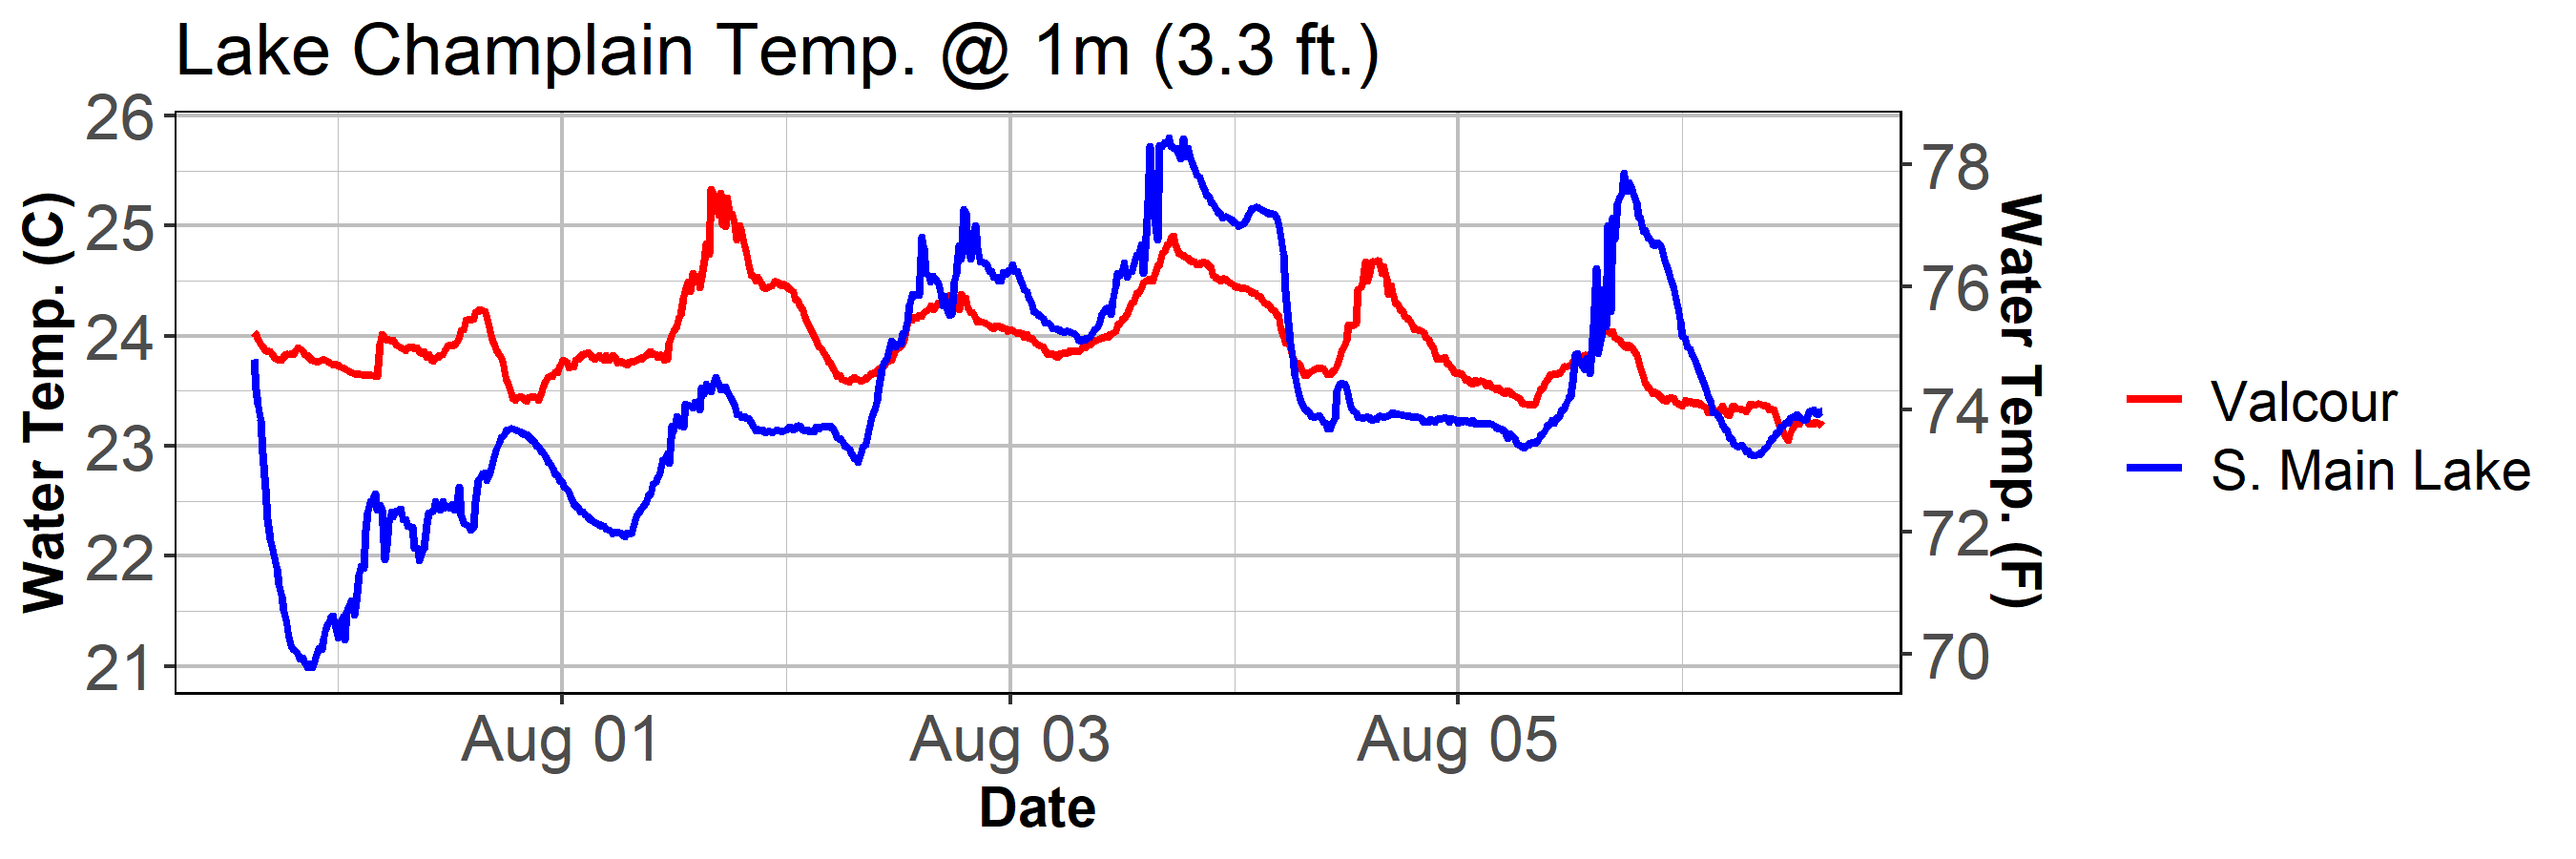 Lake Champlain Temp. @ 1m (3.3 ft.)
Water Temp. (C)
26
25
24
23
22
21
78
76
74
72
70
Water Temp. (F)
Aug 01
Aug 03
Aug 05
Date
Valcour
S. Main Lake